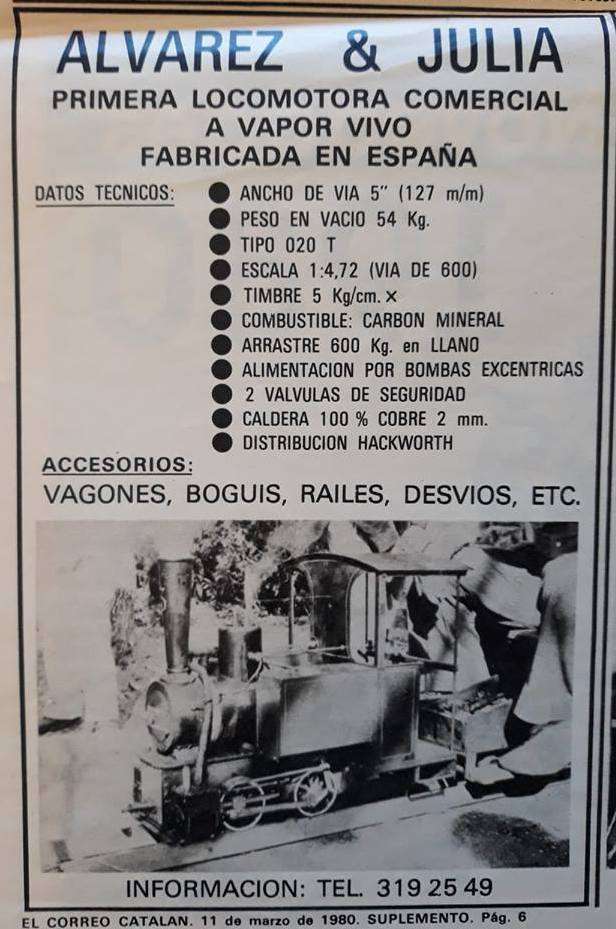 ALVAREZ & JULIA
PRIMERA LOCOMOTORA COMERCIAL
A VAPOR VIVO
FABRICADA EN ESPAÑA
DATOS TECNICOS:
● ANCHO DE VIA 5" (127 m/m)
● PESO EN VACIO 54 Kg.
● TIPO 020 T
● ESCALA 1:4,72 (VIA DE 600)
● TIMBRE 5 Kg/cm. x
● COMBUSTIBLE: CARBON MINERAL
● ARRASTRE 600 Kg. en LLANO
● ALIMENTACION POR BOMBAS EXCENTRICAS
● 2 VALVULAS DE SEGURIDAD
● CALDERA 100 % COBRE 2 mm.
● DISTRIBUCION HACKWORTH
ACCESORIOS:
VAGONES, BOGUIS, RAILES, DESVIOS, ETC.
INFORMACION: TEL. 319 25 49
EL CORREO CATALAN. 11 de marzo de 1980. SUPLEMENTO. Pág. 6